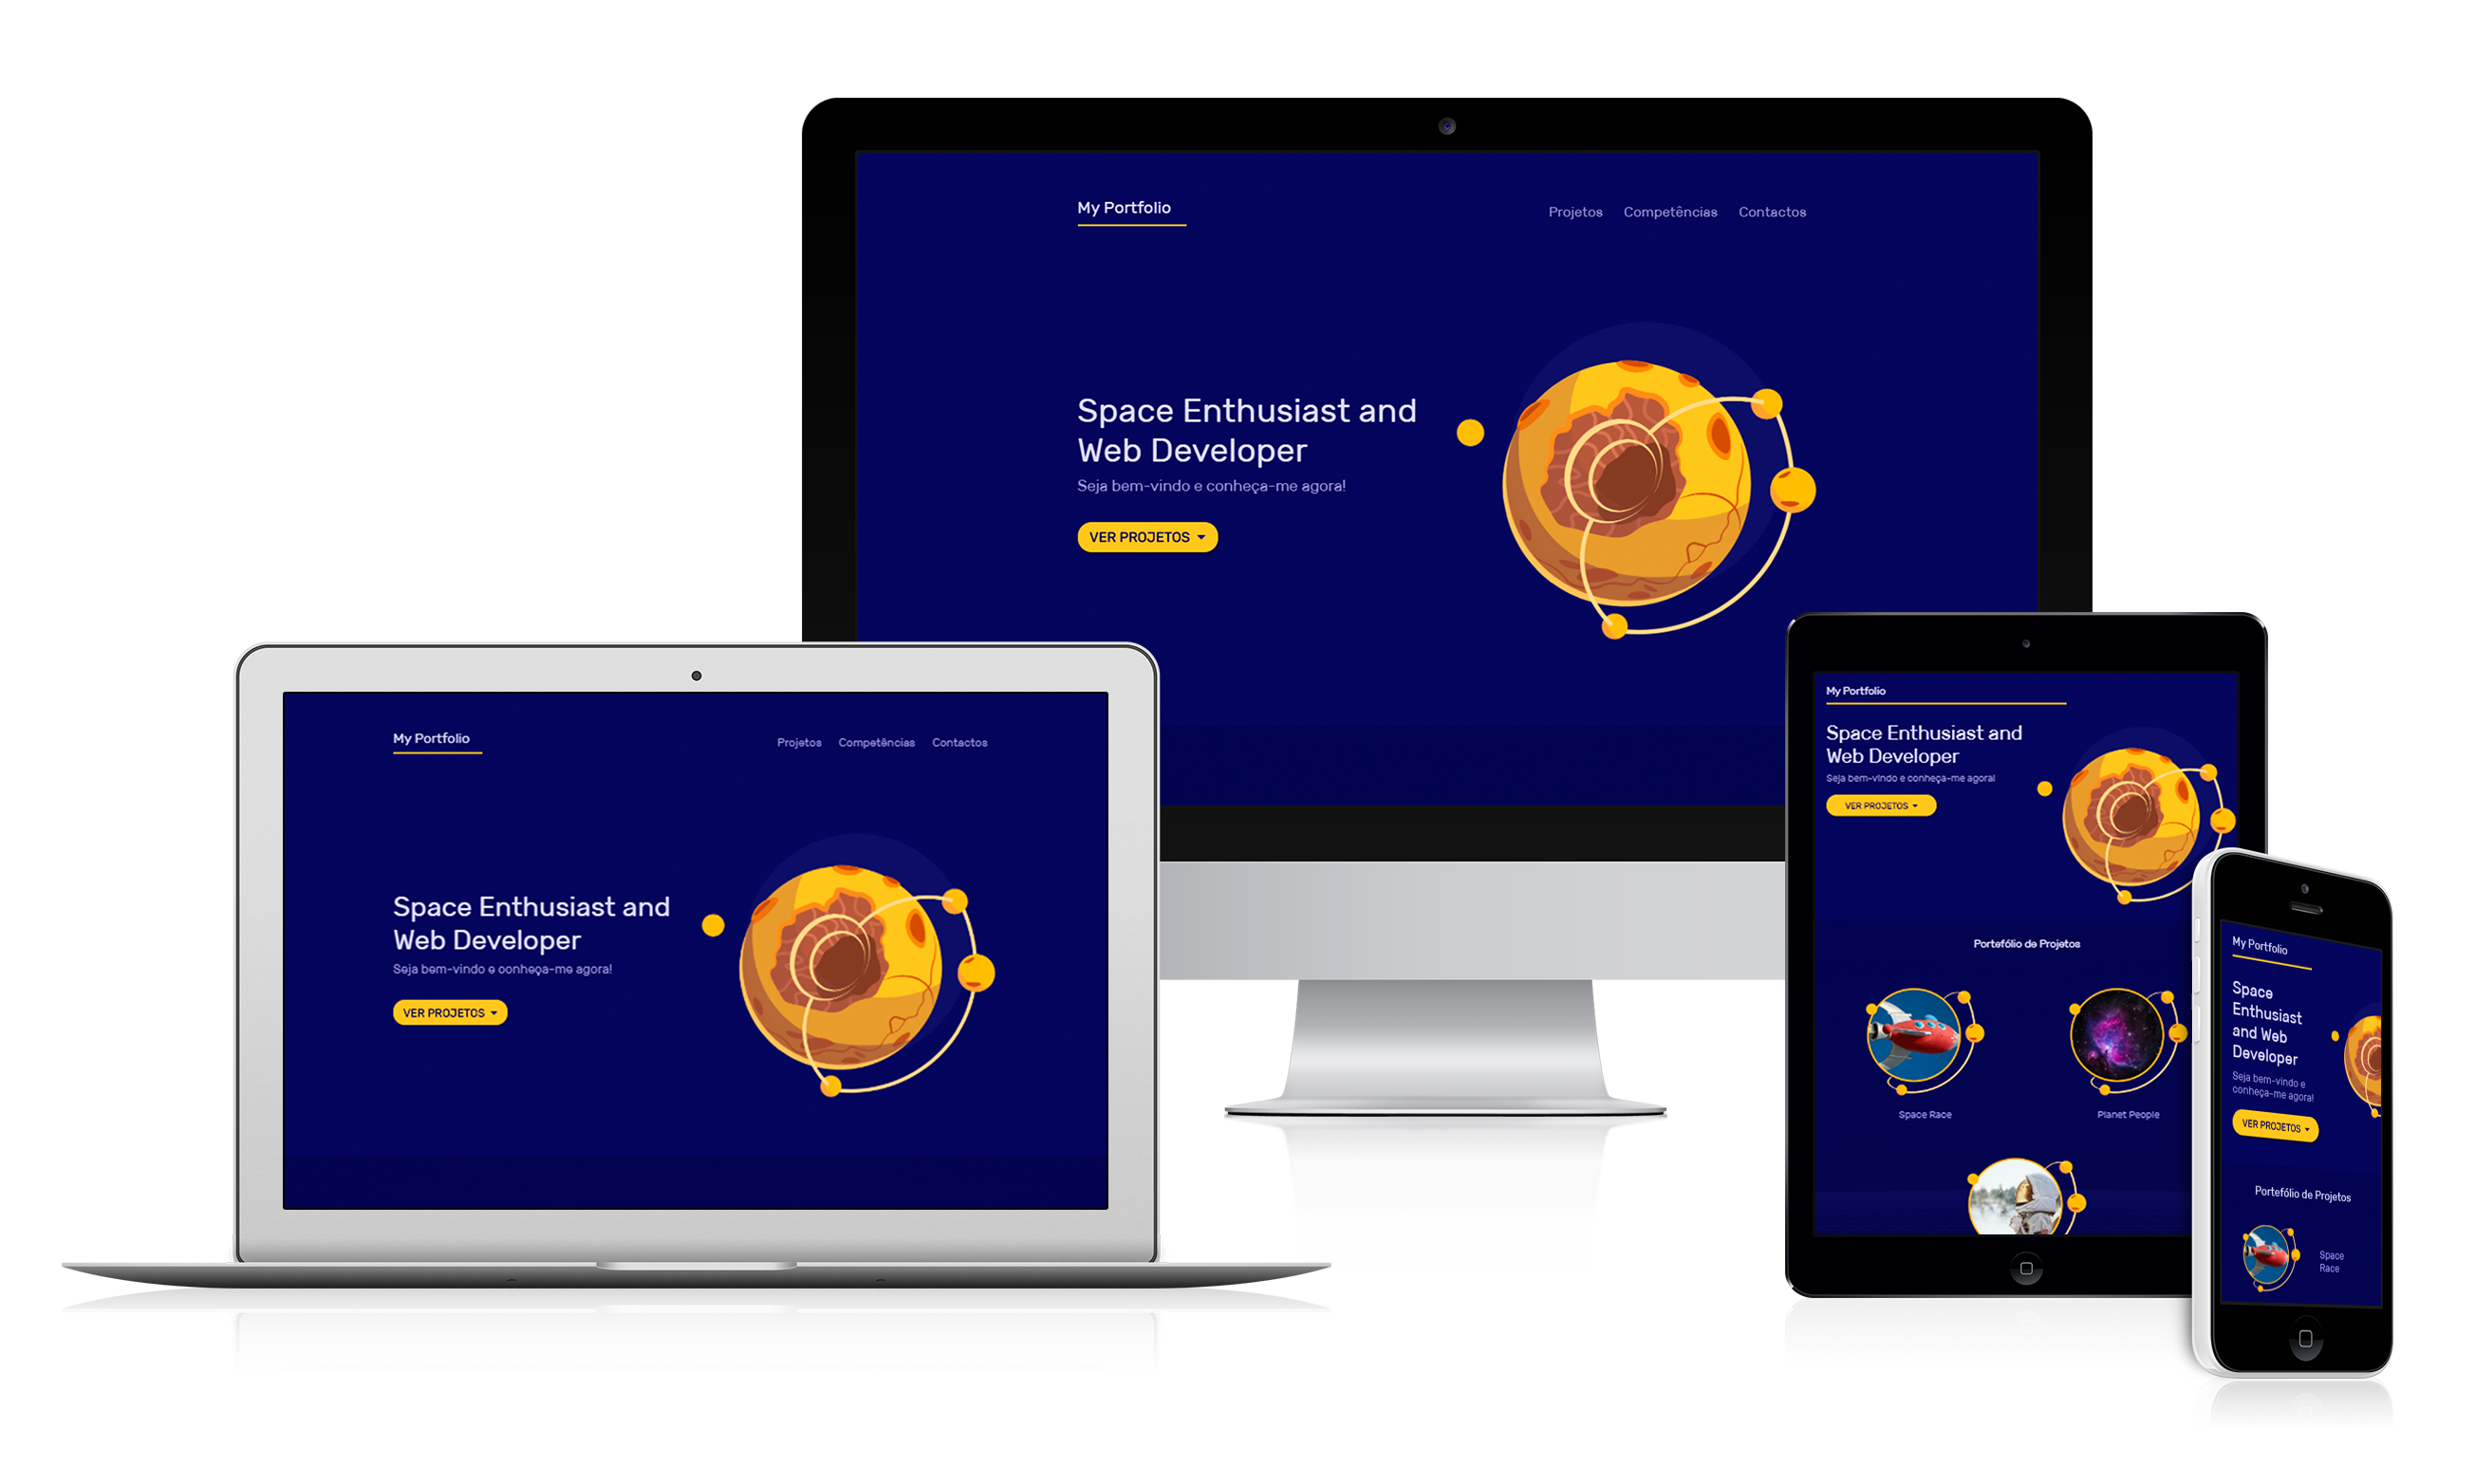 My Portfolio
Projetos Competências Contactos
Space Enthusiast and
Web Developer
Seja bem-vindo e conheça-me agora!
VER PROJETOS
My Portfolio
Projetos Competências Contactos
Space Enthusiast and
Web Developer
Seja bem-vindo e conheça-me agora!
VER PROJETOS
My Portfolio
Space Enthusiast and
Web Developer
Seja bem-vindo e conheça-me agora!
VER PROJETOS
Portefólio de Projetos
Space Race
Planet People
My Portfolio
Space
Enthusiast
and Web
Developer
Seja bem-vindo e
conheça-me agora!
VER PROJETOS
Portefólio de Projetos
Space
Race